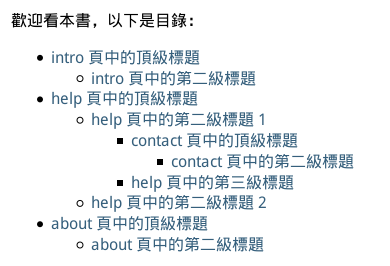 歡迎看本書，以下是目錄：
intro 頁中的頂級標題
intro 頁中的第二級標題
help 頁中的頂級標題
help 頁中的第二級標題 1
contact 頁中的頂級標題
contact 頁中的第二級標題
help 頁中的第三級標題
help 頁中的第二級標題 2
about 頁中的頂級標題
about 頁中的第二級標題